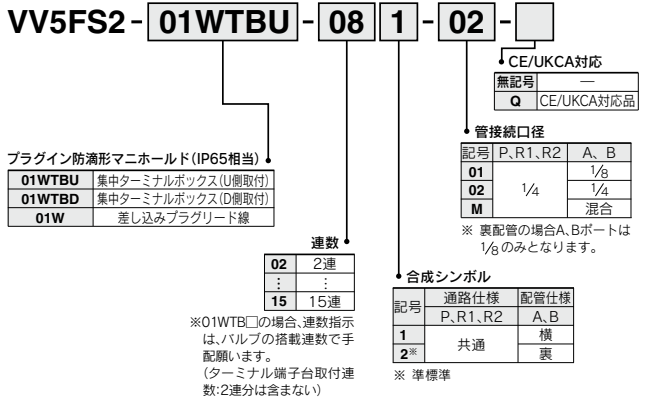 VV5FS2-01WTBU-08 1-02-
CE/UKCA対応
無記号 —
Q CE/UKCA対応品
管接続口径
記号 P、R1、R2 A、B
01 1/4 1/8
02 1/4
M 混合
※ 裏配管の場合A、Bポートは
1/8のみとなります。
プラグイン防滴形マニホールド(IP65相当)
01WTBU 集中ターミナルボックス(U側取付)
01WTBD 集中ターミナルボックス(D側取付)
01W 差し込みプラグリード線
連数
02 2連
⋮ ⋮
15 15連
※01WTB□の場合、連数指示
は、バルブの搭載連数で手
配願います。
(ターミナル端子台取付連
数:2連分は含まない)
合成シンボル
記号 通路仕様 配管仕様
P、R1、R2 A、B
1 共通 横
2※ 裏
※ 準標準